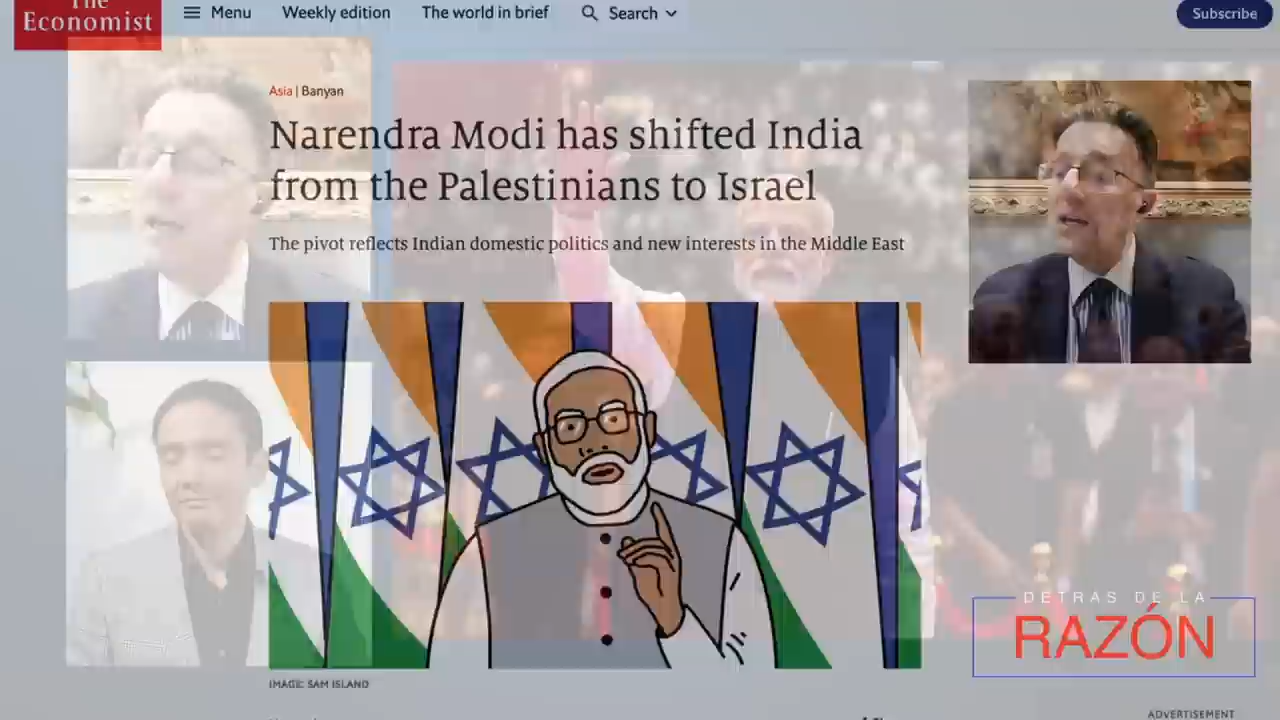 The
Economist
Menu
Weekly edition
The world in brief
Search
Subscribe
Asia | Banyan
Narendra Modi has shifted India
from the Palestinians to Israel
The pivot reflects Indian domestic politics and new interests in the Middle East
IMAGE: SAM ISLAND
DETRAS DE LA
RAZÓN
ADVERTISEMENT